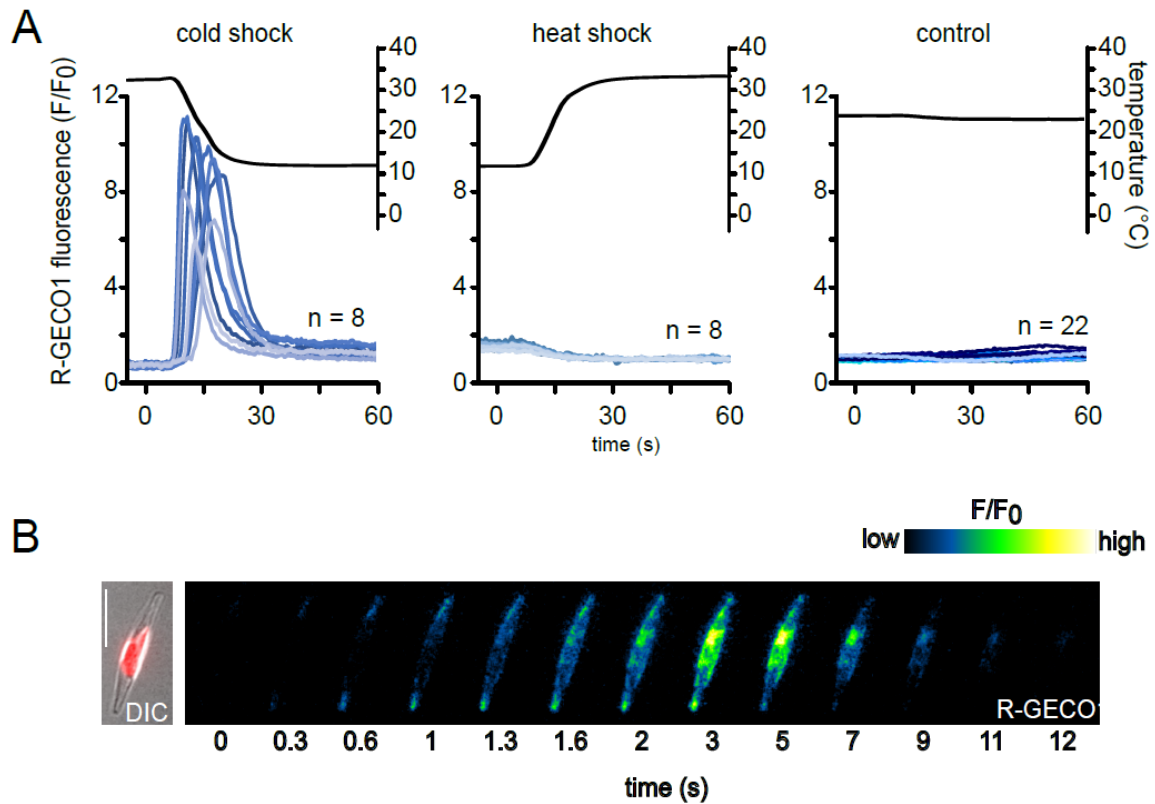 A
cold shock
heat shock
control
R-GECO1 fluorescence (F/F0)
12
8
4
0
40
30
20
10
0
n = 8
0
30
60
12
8
4
0
40
30
20
10
0
n = 8
0
30
60
time (s)
12
8
4
0
40
30
20
10
0
temperature (°C)
n = 22
0
30
60
B
F/F0
low
high
DIC
R-GECO1
0 0.3 0.6 1 1.3 1.6 2 3 5 7 9 11 12
time (s)